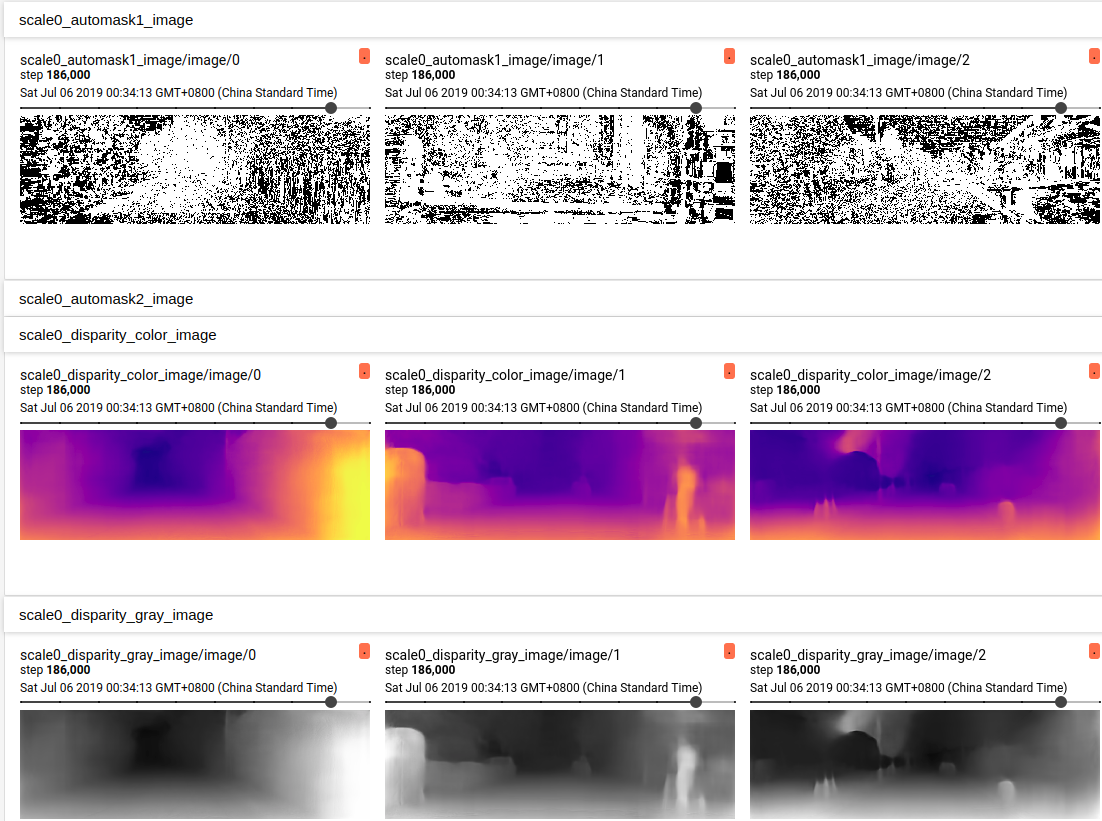 scale0_automask1_image
scale0_automask1_image/image/0 . scale0_automask1_image/image/1 . scale0_automask1_image/image/2 .
step 186,000 step 186,000 step 186,000
Sat Jul 06 2019 00:34:13 GMT+0800 (China Standard Time) Sat Jul 06 2019 00:34:13 GMT+0800 (China Standard Time) Sat Jul 06 2019 00:34:13 GMT+0800 (China Standard Time)
scale0_automask2_image
scale0_disparity_color_image
scale0_disparity_color_image/image/0 . scale0_disparity_color_image/image/1 . scale0_disparity_color_image/image/2 .
step 186,000 step 186,000 step 186,000
Sat Jul 06 2019 00:34:13 GMT+0800 (China Standard Time) Sat Jul 06 2019 00:34:13 GMT+0800 (China Standard Time) Sat Jul 06 2019 00:34:13 GMT+0800 (China Standard Time)
scale0_disparity_gray_image
scale0_disparity_gray_image/image/0 . scale0_disparity_gray_image/image/1 . scale0_disparity_gray_image/image/2 .
step 186,000 step 186,000 step 186,000
Sat Jul 06 2019 00:34:13 GMT+0800 (China Standard Time) Sat Jul 06 2019 00:34:13 GMT+0800 (China Standard Time) Sat Jul 06 2019 00:34:13 GMT+0800 (China Standard Time)